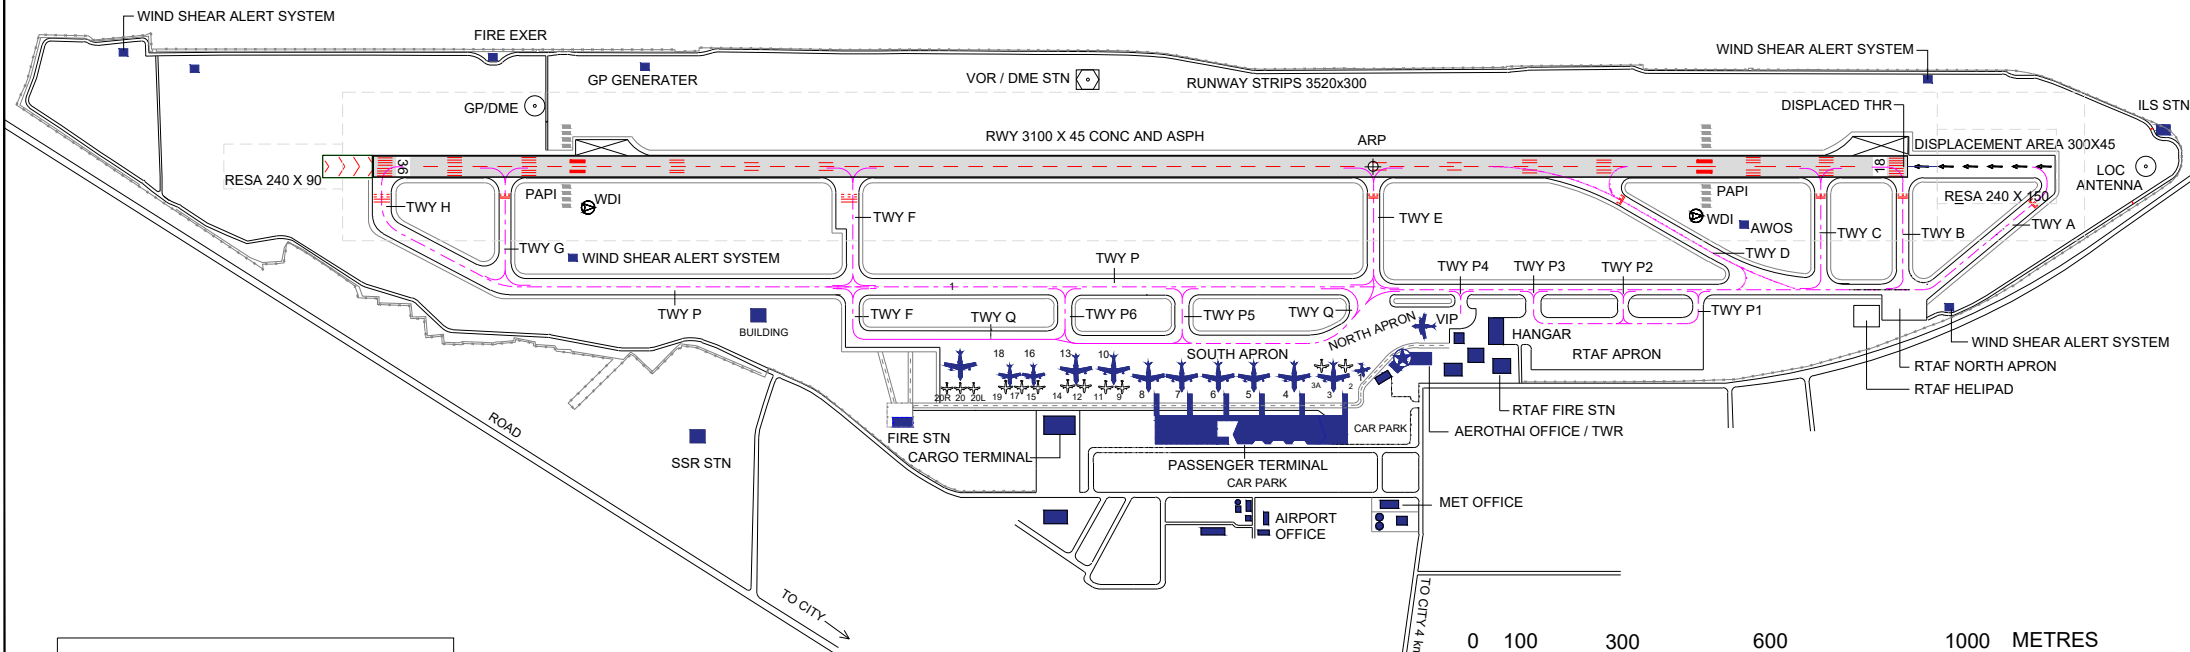 WIND SHEAR ALERT SYSTEM
FIRE EXER
WIND SHEAR ALERT SYSTEM
GP GENERATER
VOR / DME STN
RUNWAY STRIPS 3520x300
GP/DME
DISPLACED THR
ILS STN
RWY 3100 X 45 CONC AND ASPH
ARP
DISPLACEMENT AREA 300X45
RESA 240 X 90
36
18
LOC
ANTENNA
PAPI
WDI
PAPI
RESA 240 X 150
TWY H
TWY F
TWY E
WDI
AWOS
TWY C
TWY B
TWY A
TWY G
WIND SHEAR ALERT SYSTEM
TWY P
TWY P4
TWY P3
TWY P2
TWY D
1
TWY P
TWY F
TWY Q
TWY P6
TWY P5
TWY Q
NORTH APRON
VIP
TWY P1
BUILDING
HANGAR
WIND SHEAR ALERT SYSTEM
18
16
13
10
SOUTH APRON
RTAF APRON
RTAF NORTH APRON
RTAF HELIPAD
20R
20
20L
19
17
15
14
12
11
9
8
7
6
5
4
3A
3
2
RTAF FIRE STN
ROAD
FIRE STN
CAR PARK
AEROTHAI OFFICE / TWR
CARGO TERMINAL
SSR STN
PASSENGER TERMINAL
CAR PARK
MET OFFICE
AIRPORT
OFFICE
TO CITY
TO CITY 4 km
0 100 300 600 1000 METRES